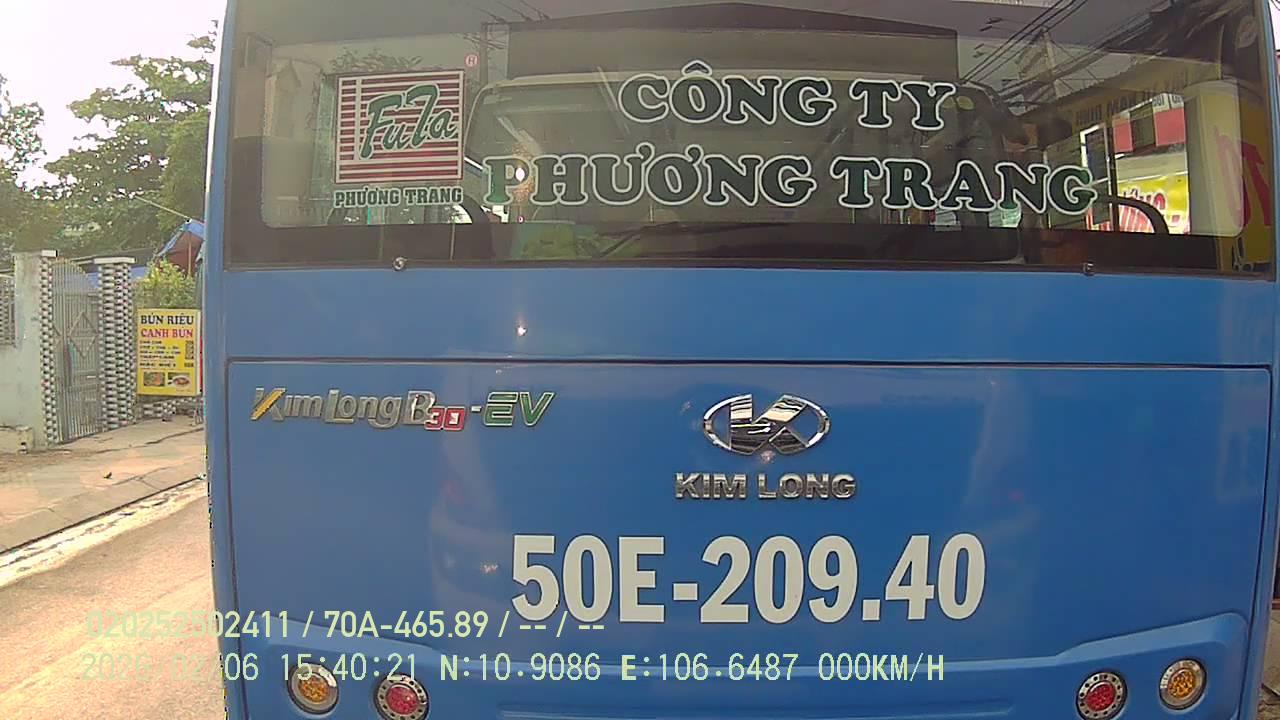 FuTa
PHƯƠNG TRANG
CÔNG TY
PHƯƠNG TRANG
BÚN RIÊU
CANH BÚN
KimLongB30-EV
KIM LONG
50E-209.40
020252502411 / 70A-465.89 / -- / --
2026/02/06 15:40:21 N:10.9086 E:106.6487 000KM/H